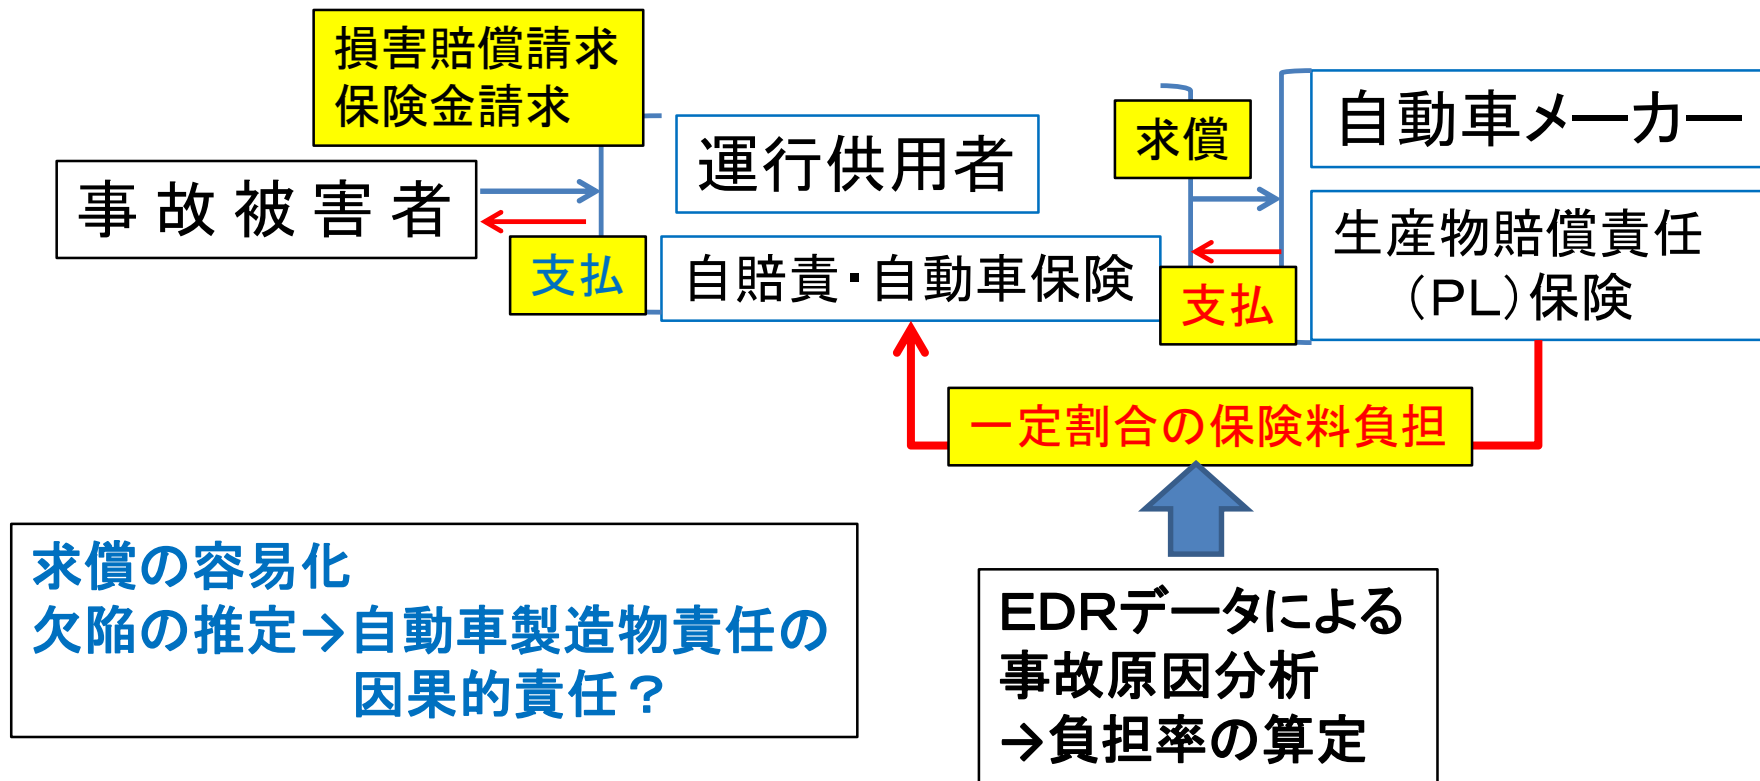 損害賠償請求
保険金請求
事故被害者
運行供用者
支払
自賠責・自動車保険
求償
自動車メーカー
生産物賠償責任
（ＰＬ）保険
支払
一定割合の保険料負担
求償の容易化
欠陥の推定→自動車製造物責任の
因果的責任？
ＥＤＲデータによる
事故原因分析
→負担率の算定